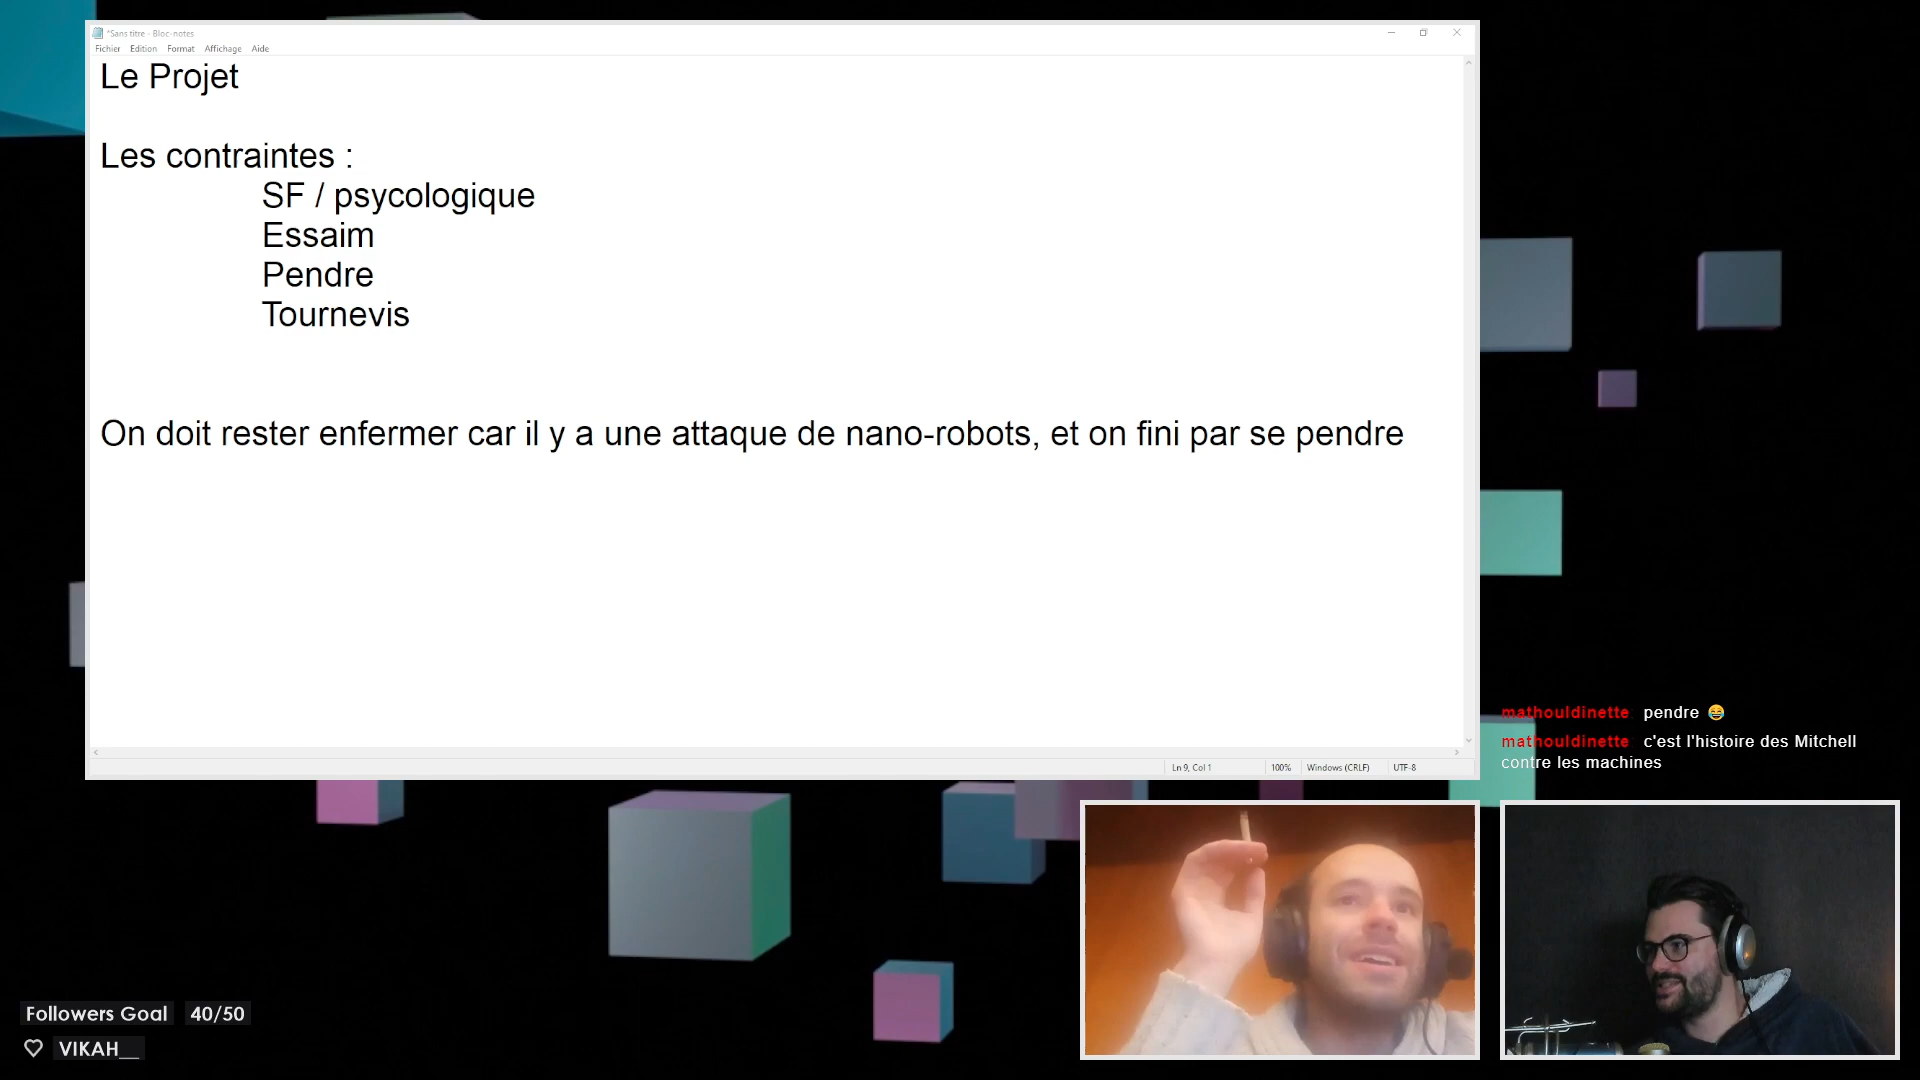 *Sans titre - Bloc-notes
Fichier Edition Format Affichage Aide
Le Projet
Les contraintes :
SF / psycologique
Essaim
Pendre
Tournevis
On doit rester enfermer car il y a une attaque de nano-robots, et on fini par se pendre
Ln 9, Col 1 100% Windows (CRLF) UTF-8
mathouldinette pendre 😂
mathouldinette c'est l'histoire des Mitchell
contre les machines
Followers Goal 40/50
VIKAH__